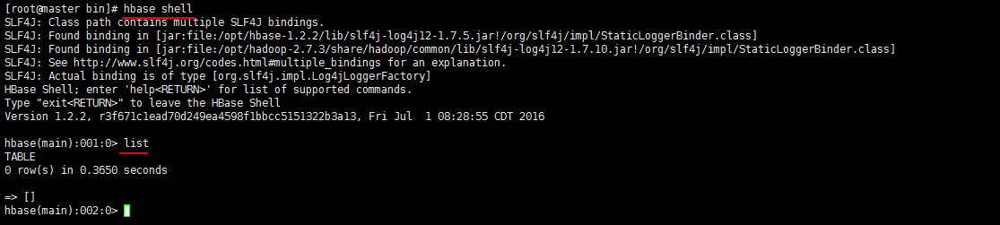 [root@master bin]# hbase shell
SLF4J: Class path contains multiple SLF4J bindings.
SLF4J: Found binding in [jar:file:/opt/hbase-1.2.2/lib/slf4j-log4j12-1.7.5.jar!/org/slf4j/impl/StaticLoggerBinder.class]
SLF4J: Found binding in [jar:file:/opt/hadoop-2.7.3/share/hadoop/common/lib/slf4j-log4j12-1.7.10.jar!/org/slf4j/impl/StaticLoggerBinder.class]
SLF4J: See http://www.slf4j.org/codes.html#multiple_bindings for an explanation.
SLF4J: Actual binding is of type [org.slf4j.impl.Log4jLoggerFactory]
HBase Shell; enter 'help<RETURN>' for list of supported commands.
Type "exit<RETURN>" to leave the HBase Shell
Version 1.2.2, r3f671c1ead70d249ea4598f1bbcc5151322b3a13, Fri Jul  1 08:28:55 CDT 2016
hbase(main):001:0> list
TABLE
0 row(s) in 0.3650 seconds
=> []
hbase(main):002:0>